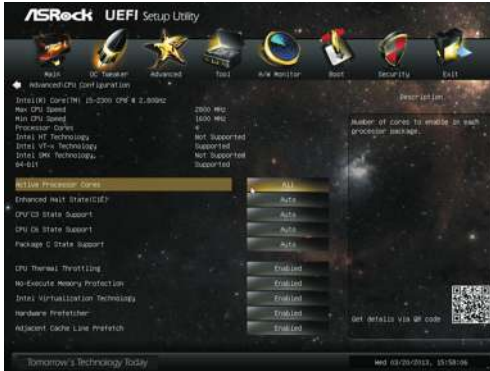 ASRock UEFI Setup Utility
Main OC Tweaker Advanced Tool H/W Monitor Boot Security Exit
Advanced\CPU Configuration
Description
Intel(R) Core(TM) i5-2300 CPU @ 2.80GHz
Max CPU Speed 2800 MHz
Min CPU Speed 1600 MHz
Processor Cores 4
Intel HT Technology Not Supported
Intel VT-x Technology Supported
Intel SMX Technology Not Supported
64-bit Supported
Number of cores to enable in each
processor package.
Active Processor Cores All
Enhanced Halt State(C1E) Auto
CPU C3 State Support Auto
CPU C6 State Support Auto
Package C State Support Auto
CPU Thermal Throttling Enabled
No-Execute Memory Protection Enabled
Intel Virtualization Technology Enabled
Hardware Prefetcher Enabled
Adjacent Cache Line Prefetch Enabled
Get details via QR code
Tomorrow's Technology Today
Wed 03/20/2013, 15:58:06